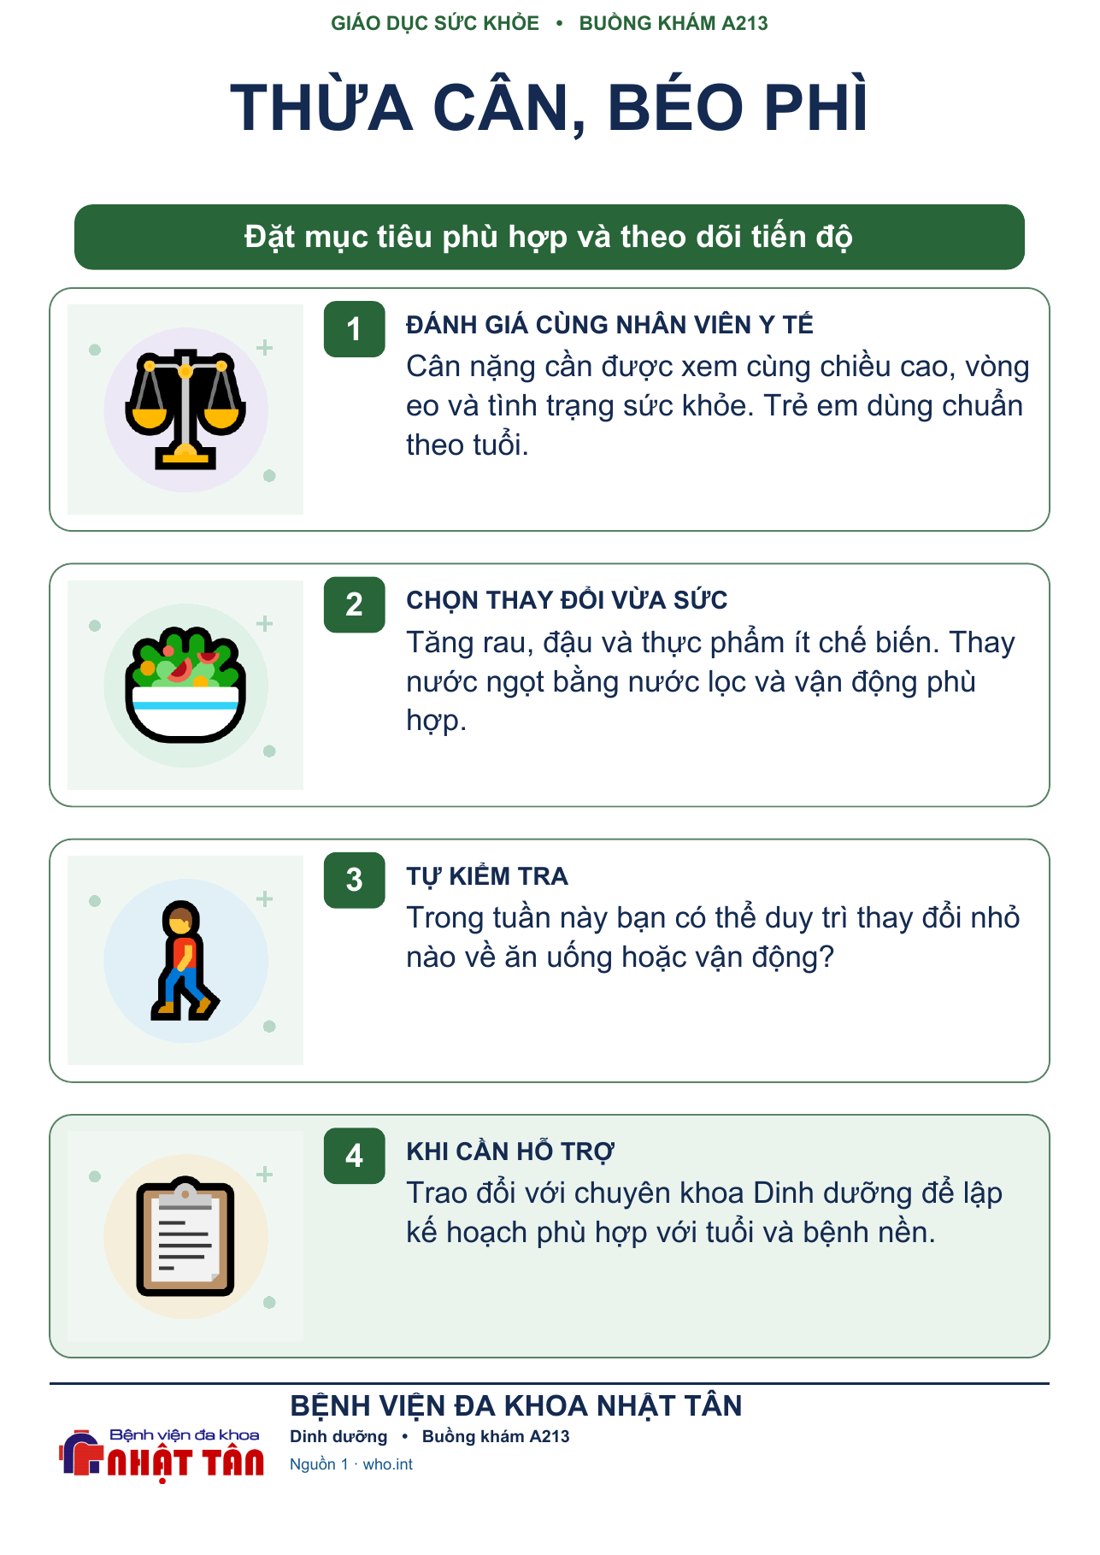 GIÁO DỤC SỨC KHỎE • BUỒNG KHÁM A213
THỪA CÂN, BÉO PHÌ
Đặt mục tiêu phù hợp và theo dõi tiến độ
1
ĐÁNH GIÁ CÙNG NHÂN VIÊN Y TẾ
Cân nặng cần được xem cùng chiều cao, vòng
eo và tình trạng sức khỏe. Trẻ em dùng chuẩn
theo tuổi.
2
CHỌN THAY ĐỔI VỪA SỨC
Tăng rau, đậu và thực phẩm ít chế biến. Thay
nước ngọt bằng nước lọc và vận động phù
hợp.
3
TỰ KIỂM TRA
Trong tuần này bạn có thể duy trì thay đổi nhỏ
nào về ăn uống hoặc vận động?
4
KHI CẦN HỖ TRỢ
Trao đổi với chuyên khoa Dinh dưỡng để lập
kế hoạch phù hợp với tuổi và bệnh nền.
BỆNH VIỆN ĐA KHOA NHẬT TÂN
Dinh dưỡng • Buồng khám A213
Nguồn 1 · who.int
Bệnh viện đa khoa
NHẬT TÂN